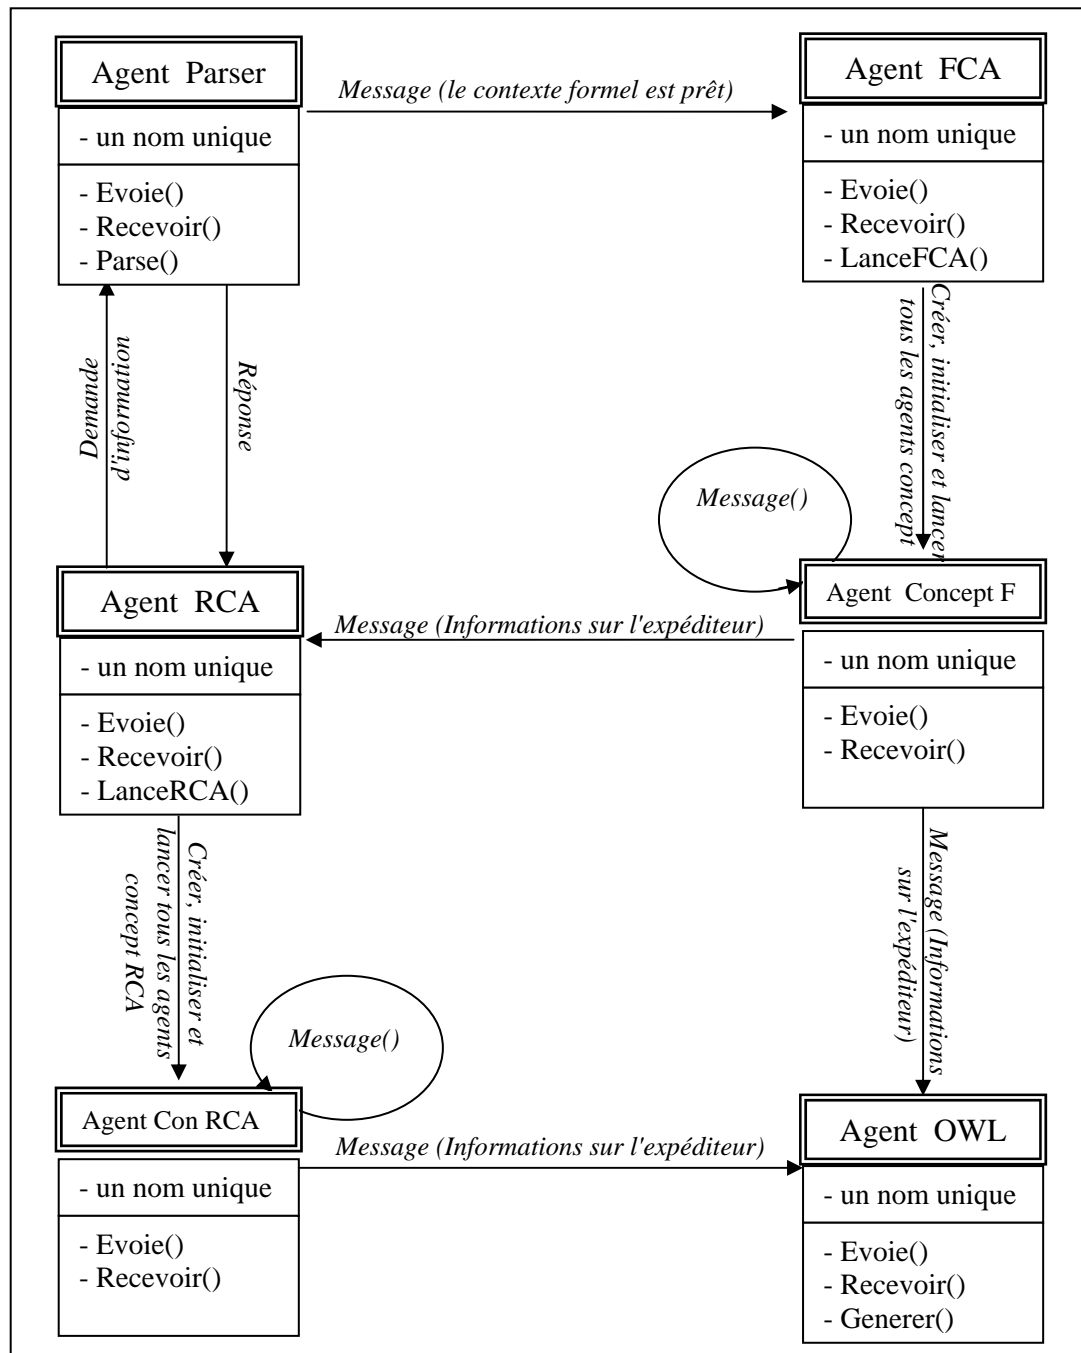 Agent Parser
- un nom unique
- Evoie()
- Recevoir()
- Parse()
Message (le contexte formel est prêt)
Agent FCA
- un nom unique
- Evoie()
- Recevoir()
- LanceFCA()
Demande
d'information
Réponse
Créer, initialiser et lancer
tous les agents concept
Message()
Agent RCA
- un nom unique
- Evoie()
- Recevoir()
- LanceRCA()
Message (Informations sur l'expéditeur)
Agent Concept F
- un nom unique
- Evoie()
- Recevoir()
Créer, initialiser et
lancer tous les agents
concept RCA
Message (Informations
sur l'expéditeur)
Message()
Agent Con RCA
- un nom unique
- Evoie()
- Recevoir()
Message (Informations sur l'expéditeur)
Agent OWL
- un nom unique
- Evoie()
- Recevoir()
- Generer()